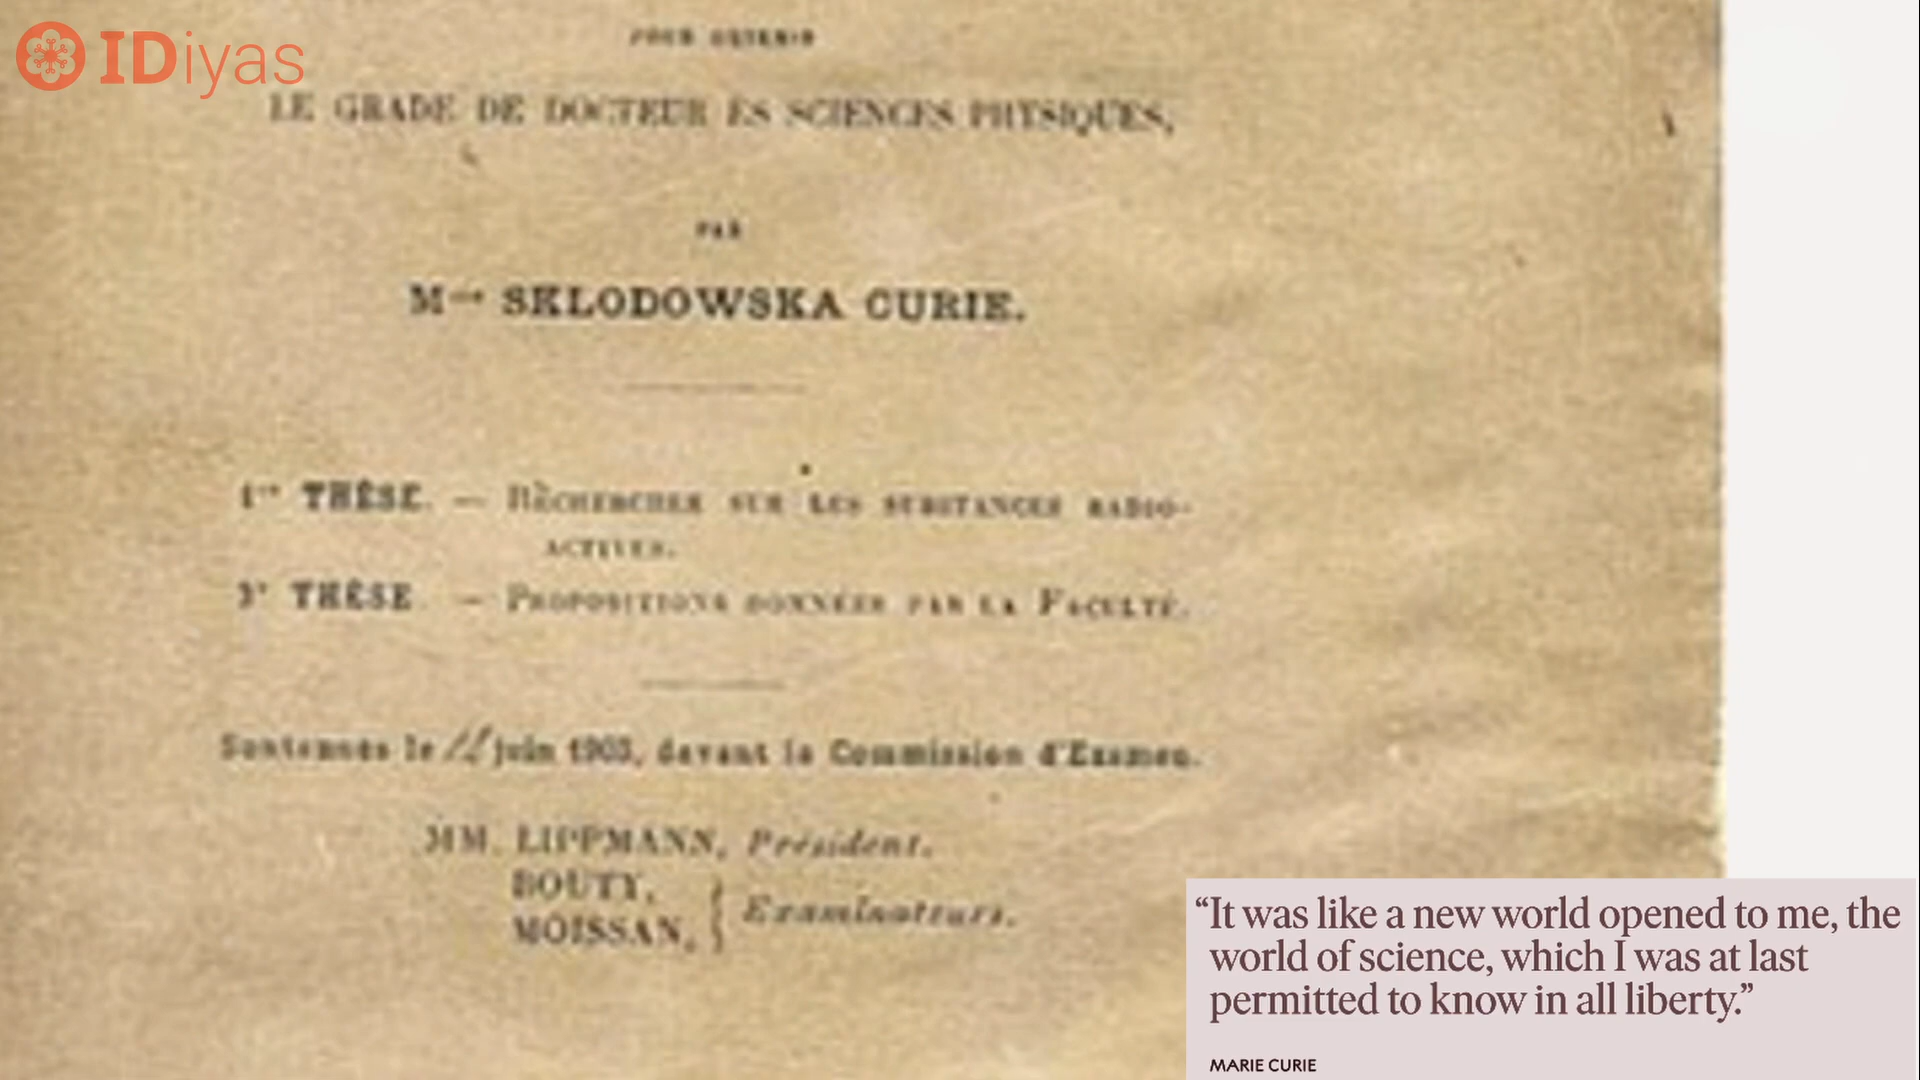 IDiyas
POUR OBTENIR
LE GRADE DE DOCTEUR ÈS SCIENCES PHYSIQUES,
PAR
Mme SKLODOWSKA CURIE.
1re THÈSE. — RECHERCHES SUR LES SUBSTANCES RADIO-
ACTIVES.
THÈSE — PROPOSITIONS DONNÉES PAR LA FACULTÉ.
Soutenues le juin 1903, devant la Commission d'Examen.
MM. LIPPMANN, Président.
BOUTY,
MOISSAN, } Examinateurs.
“It was like a new world opened to me, the
world of science, which I was at last
permitted to know in all liberty.”
MARIE CURIE